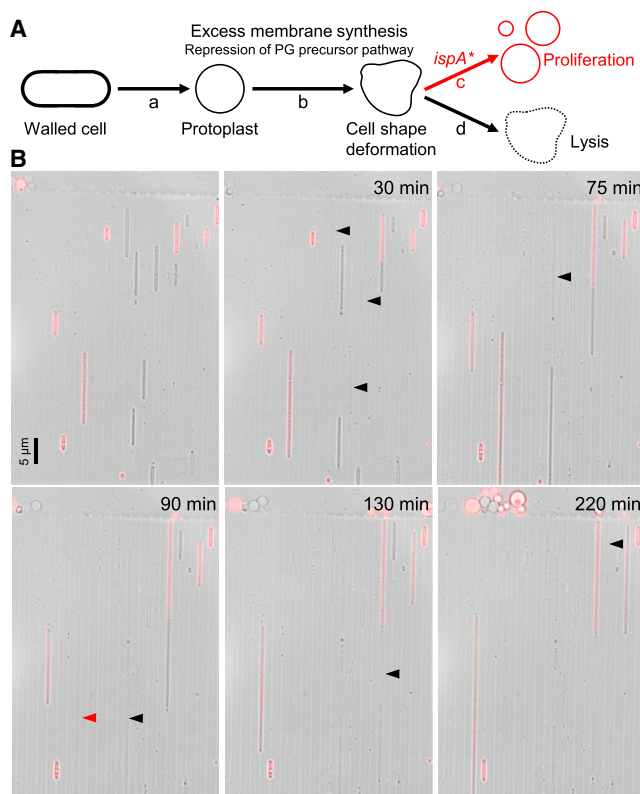 A
Excess membrane synthesis
Repression of PG precursor pathway
ispA*
Proliferation
a
b
c
d
Walled cell
Protoplast
Cell shape
deformation
Lysis
B
30 min
75 min
5 µm
90 min
130 min
220 min